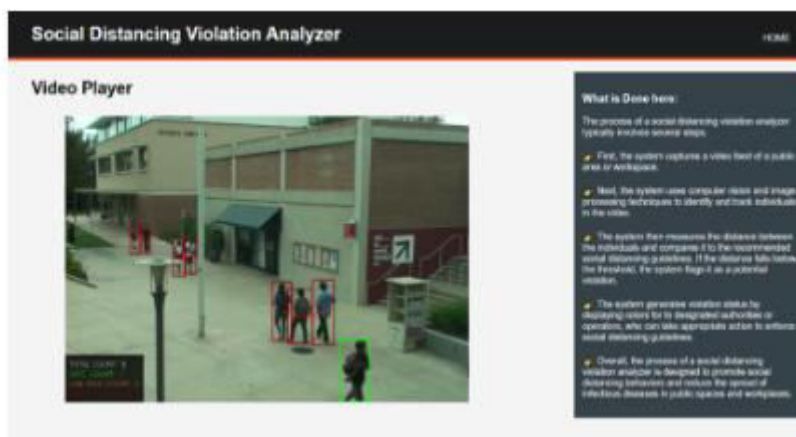 Social Distancing Violation Analyzer
HOME
Video Player
What is Done here:
The process of a social distancing violation analyzer
typically involve several steps.
First, the system captures a video feed of a public
area or workspace.
Next, the system uses computer vision and image
processing techniques to identify and track individuals
in the video.
The system then measures the distance between
the individuals and compares it to the recommended
social distancing guidelines. If the distance falls below
the threshold, the system flags it as a potential
violation.
The system generates violation status by
displaying colors for to designated authorities or
operators, who can take appropriate action to enforce
social distancing guidelines.
Overall, the process of a social distancing
violation analyzer is designed to promote social
distancing behaviors and reduce the spread of
infectious diseases in public spaces and workplaces.
TOTAL COUNT